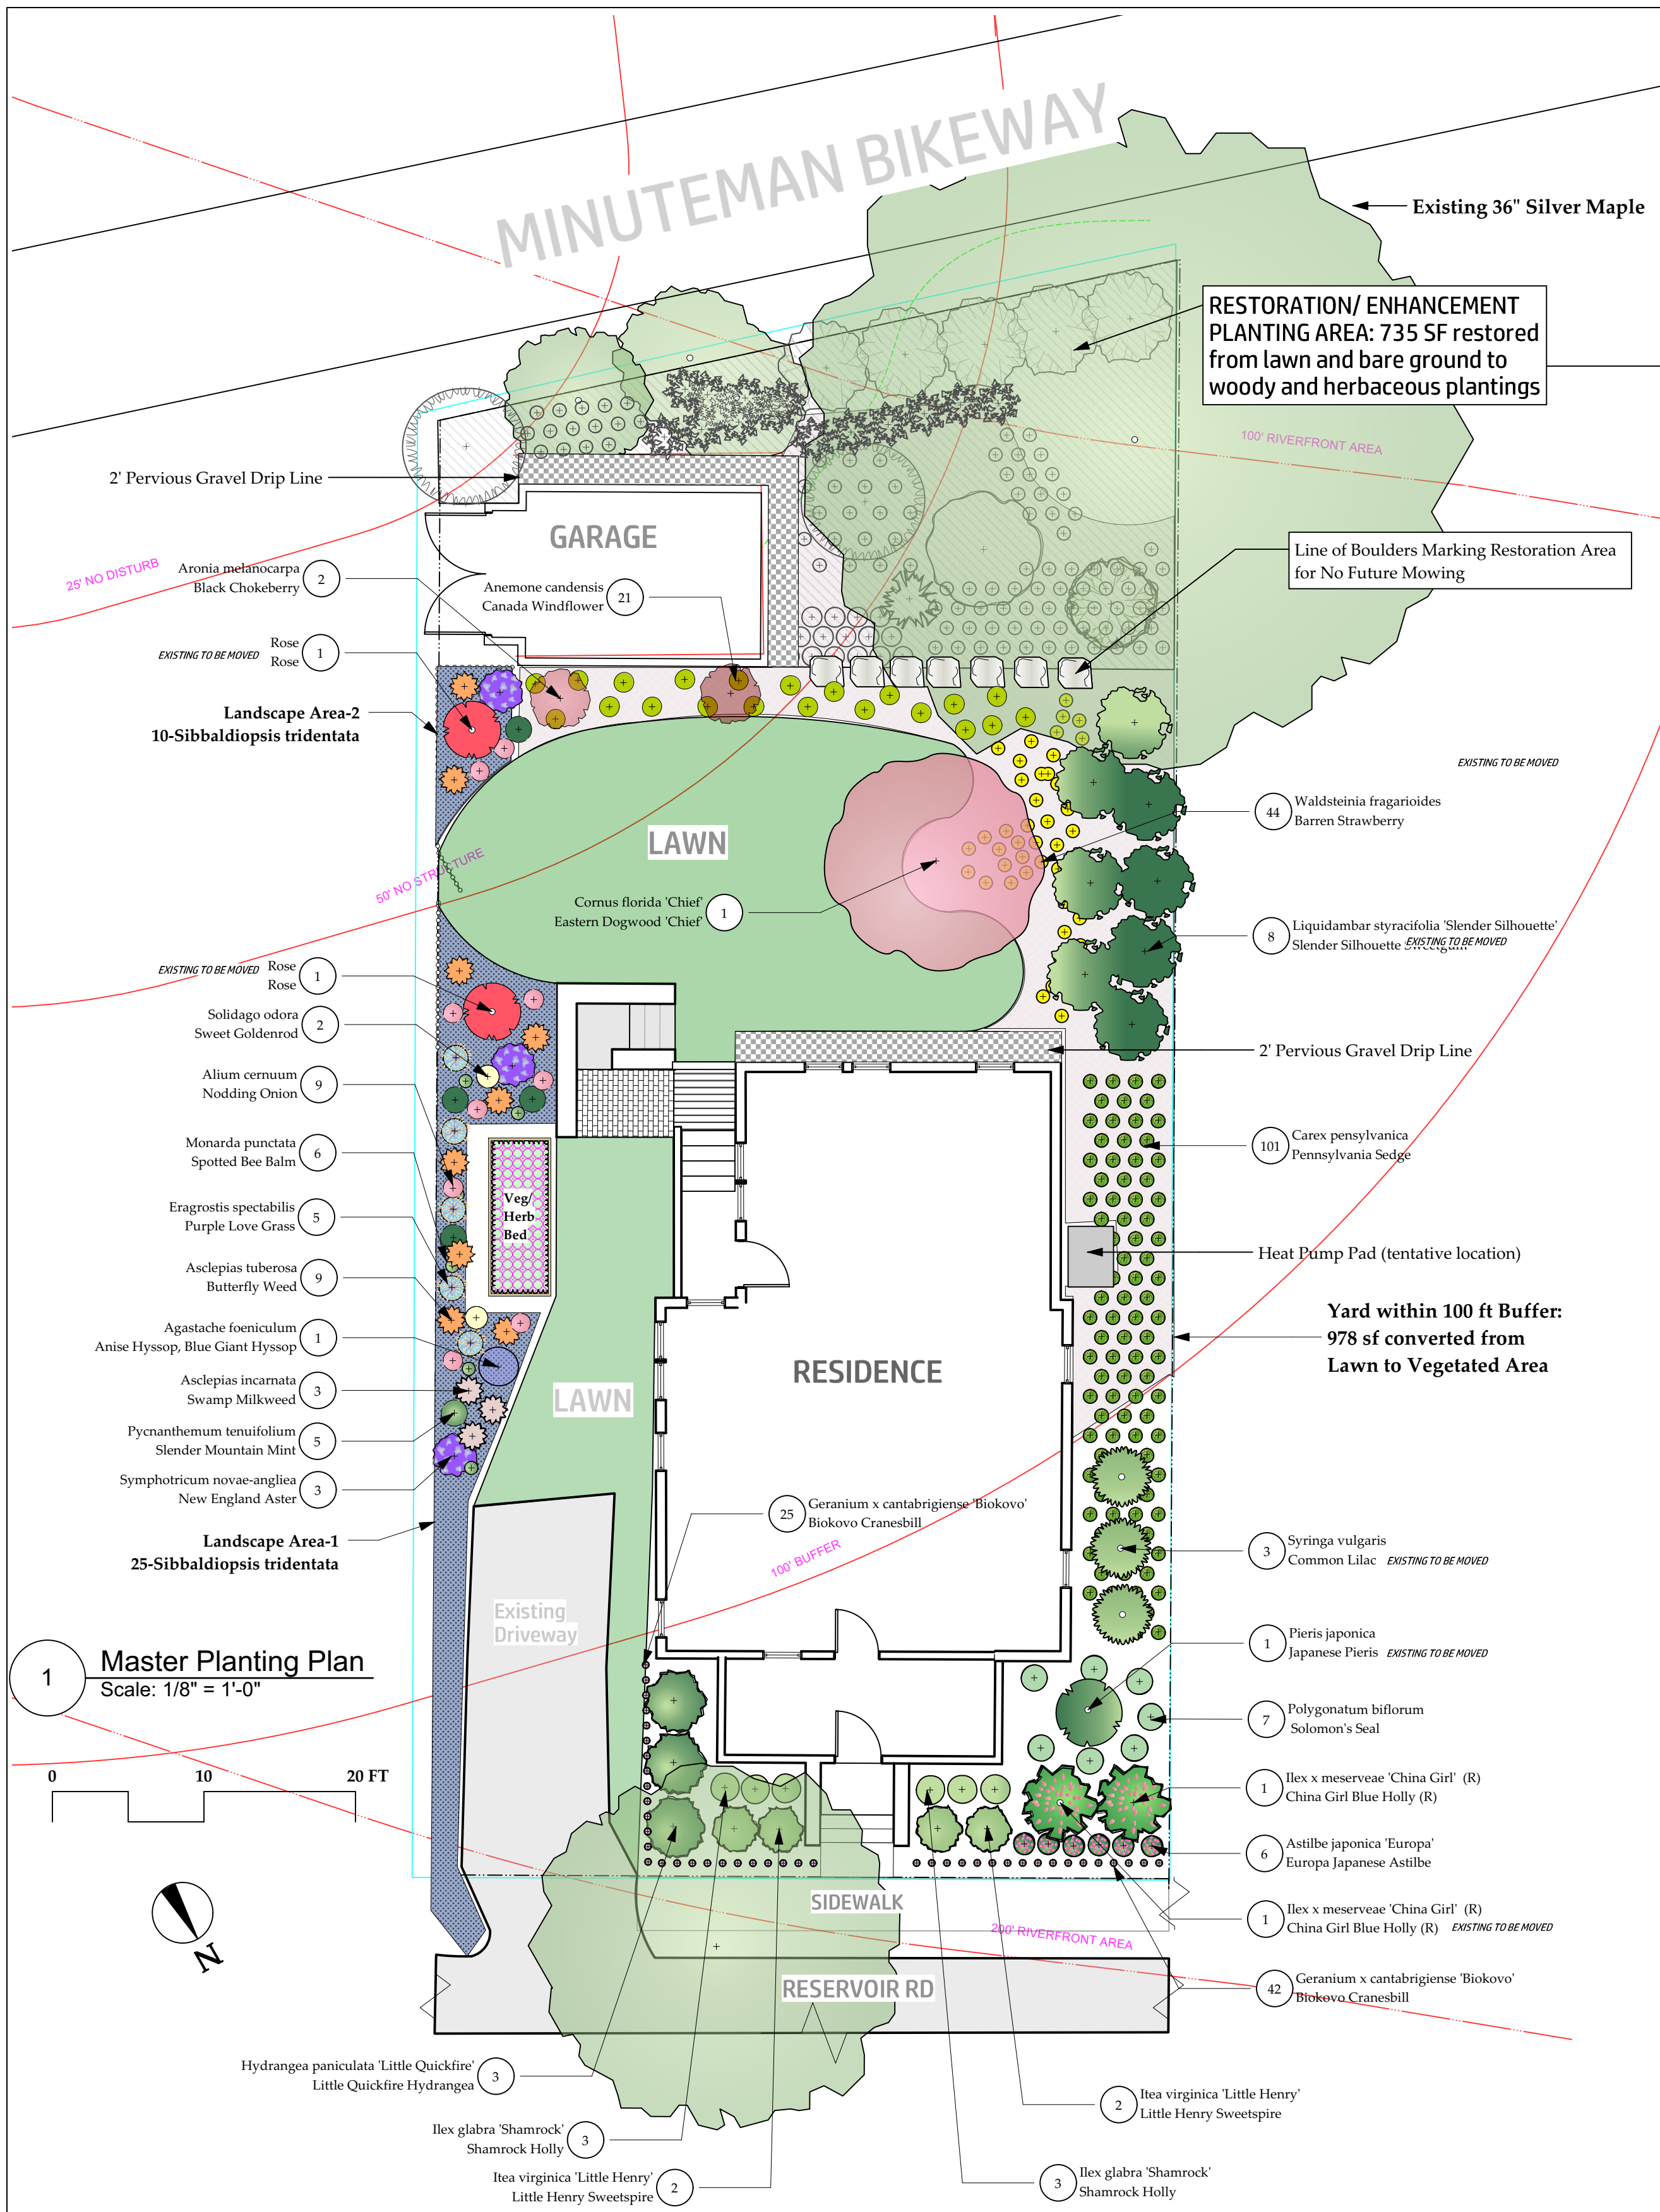 MINUTEMAN BIKEWAY
Existing 36" Silver Maple
RESTORATION/ ENHANCEMENT
PLANTING AREA: 735 SF restored
from lawn and bare ground to
woody and herbaceous plantings
100' RIVERFRONT AREA
2' Pervious Gravel Drip Line
GARAGE
25' NO DISTURB
Aronia melanocarpa
Black Chokeberry
2
Anemone candensis
Canada Windflower
21
Line of Boulders Marking Restoration Area
for No Future Mowing
EXISTING TO BE MOVED
Rose
Rose
1
Landscape Area-2
10-Sibbaldiopsis tridentata
EXISTING TO BE MOVED
44
Waldsteinia fragarioides
Barren Strawberry
LAWN
50' NO STRUCTURE
Cornus florida 'Chief'
Eastern Dogwood 'Chief'
1
8
Liquidambar styracifolia 'Slender Silhouette'
Slender Silhouette Sweetgum
EXISTING TO BE MOVED
EXISTING TO BE MOVED
Rose
Rose
1
Solidago odora
Sweet Goldenrod
2
2' Pervious Gravel Drip Line
Alium cernuum
Nodding Onion
9
Monarda punctata
Spotted Bee Balm
6
101
Carex pensylvanica
Pennsylvania Sedge
Veg/
Herb
Bed
Eragrostis spectabilis
Purple Love Grass
5
Heat Pump Pad (tentative location)
Asclepias tuberosa
Butterfly Weed
9
Yard within 100 ft Buffer:
978 sf converted from
Lawn to Vegetated Area
Agastache foeniculum
Anise Hyssop, Blue Giant Hyssop
1
RESIDENCE
LAWN
Asclepias incarnata
Swamp Milkweed
3
Pycnanthemum tenuifolium
Slender Mountain Mint
5
Symphotricum novae-angliea
New England Aster
3
25
Geranium x cantabrigiense 'Biokovo'
Biokovo Cranesbill
Landscape Area-1
25-Sibbaldiopsis tridentata
100' BUFFER
3
Syringa vulgaris
Common Lilac
EXISTING TO BE MOVED
Existing
Driveway
1
Pieris japonica
Japanese Pieris
EXISTING TO BE MOVED
1
Master Planting Plan
Scale: 1/8" = 1'-0"
7
Polygonatum biflorum
Solomon's Seal
0
10
20 FT
1
Ilex x meserveae 'China Girl' (R)
China Girl Blue Holly (R)
6
Astilbe japonica 'Europa'
Europa Japanese Astilbe
SIDEWALK
1
Ilex x meserveae 'China Girl' (R)
China Girl Blue Holly (R)
EXISTING TO BE MOVED
N
200' RIVERFRONT AREA
RESERVOIR RD
42
Geranium x cantabrigiense 'Biokovo'
Biokovo Cranesbill
Hydrangea paniculata 'Little Quickfire'
Little Quickfire Hydrangea
3
2
Itea virginica 'Little Henry'
Little Henry Sweetspire
Ilex glabra 'Shamrock'
Shamrock Holly
3
Itea virginica 'Little Henry'
Little Henry Sweetspire
2
3
Ilex glabra 'Shamrock'
Shamrock Holly